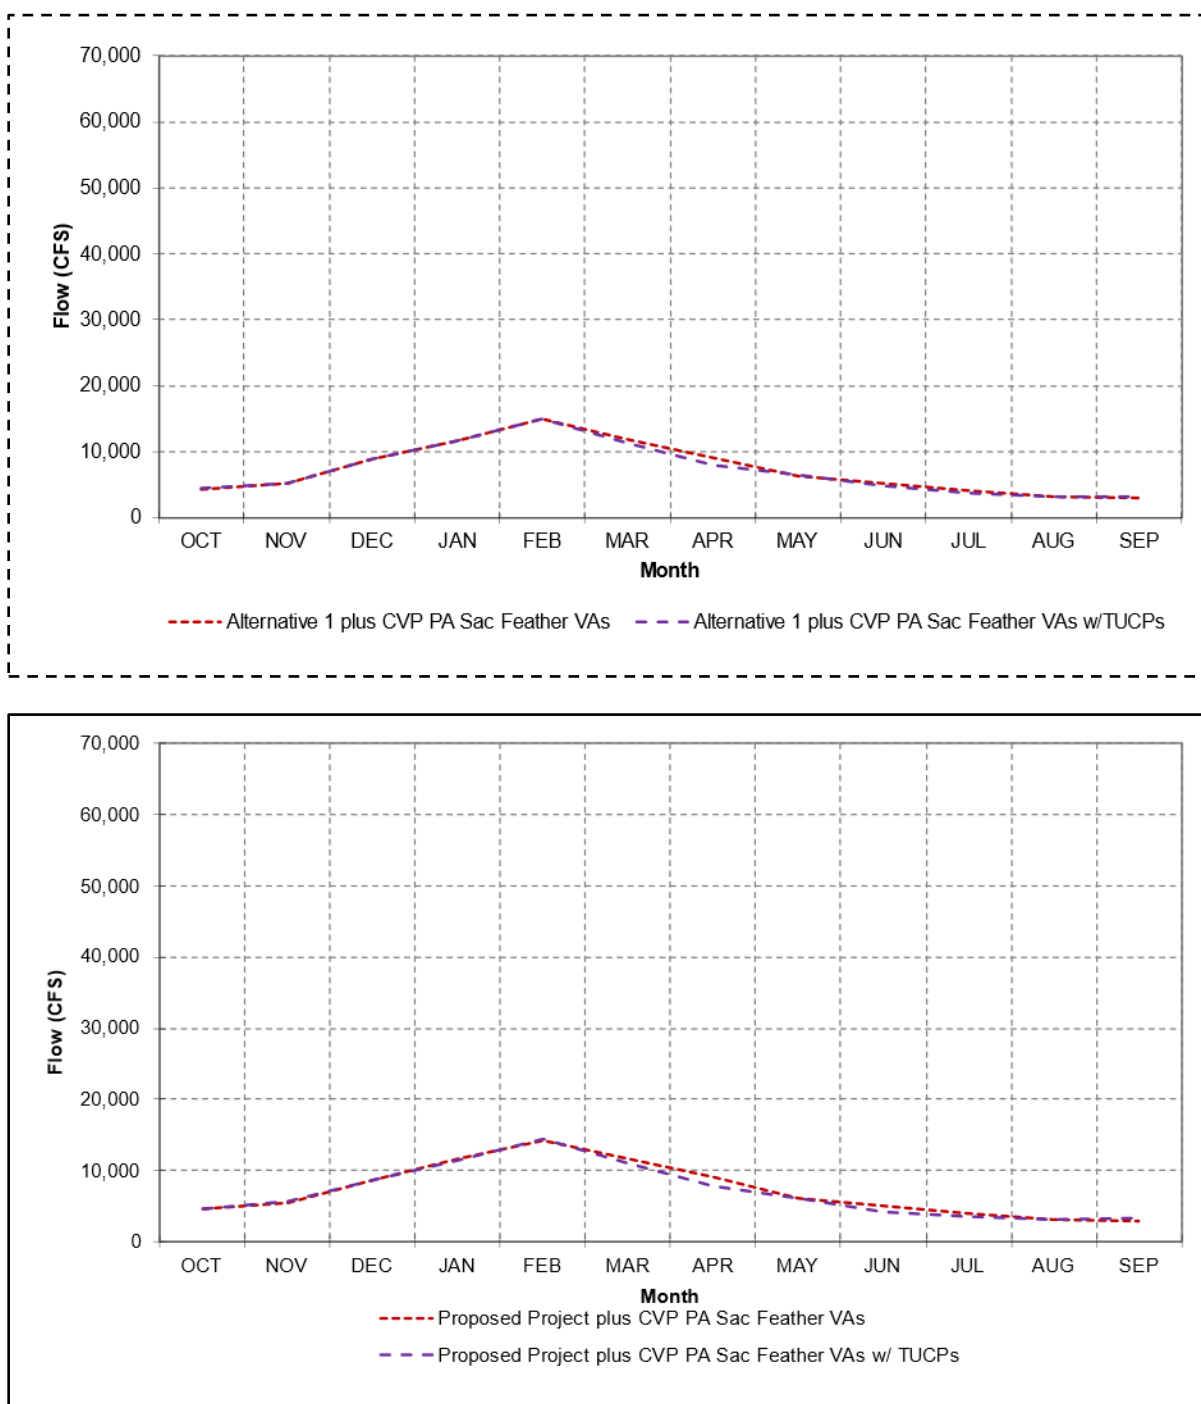 70,000
60,000
50,000
40,000
30,000
20,000
10,000
0
Flow (CFS)
OCT NOV DEC JAN FEB MAR APR MAY JUN JUL AUG SEP
Month
Alternative 1 plus CVP PA Sac Feather VAs Alternative 1 plus CVP PA Sac Feather VAs w/TUCPs
70,000
60,000
50,000
40,000
30,000
20,000
10,000
0
Flow (CFS)
OCT NOV DEC JAN FEB MAR APR MAY JUN JUL AUG SEP
Month
Proposed Project plus CVP PA Sac Feather VAs
Proposed Project plus CVP PA Sac Feather VAs w/ TUCPs